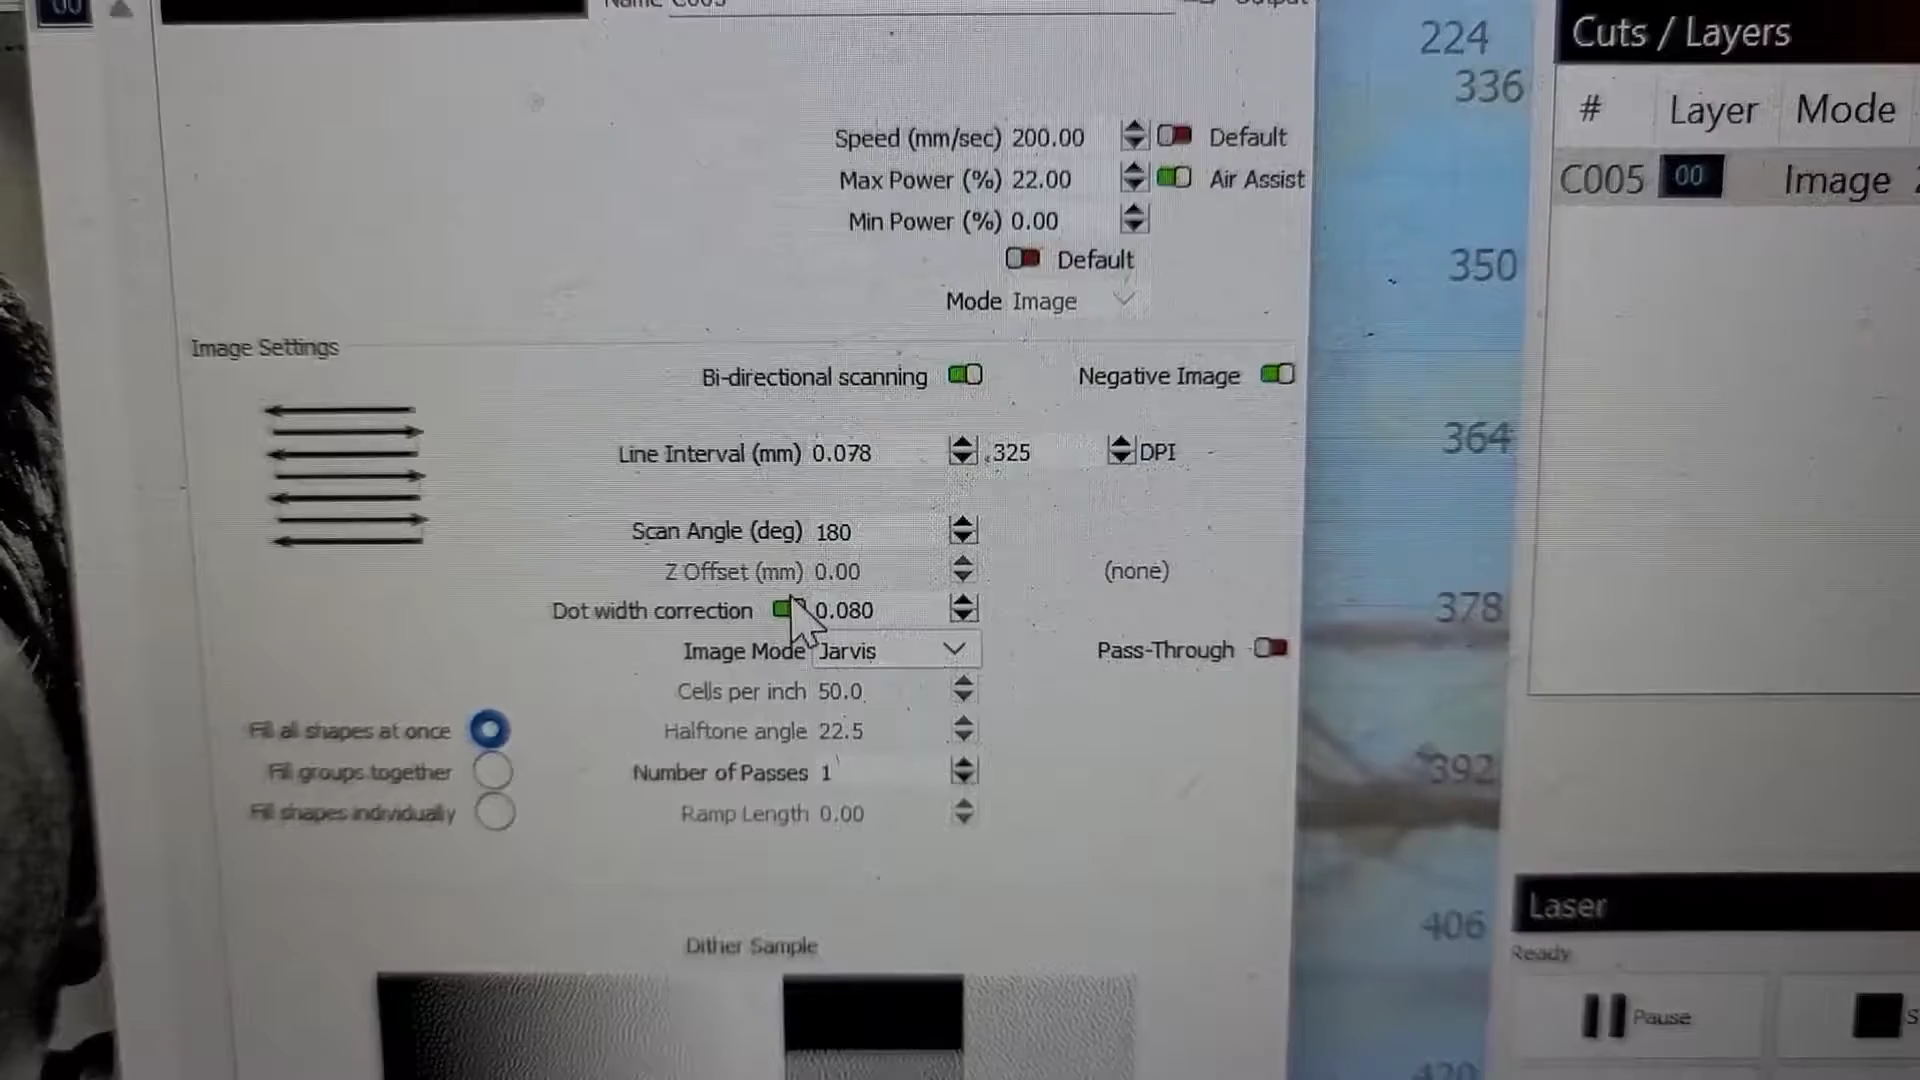 00
Name C005
Output
Speed (mm/sec) 200.00
Default
Max Power (%) 22.00
Air Assist
Min Power (%) 0.00
Default
Mode Image
Image Settings
Bi-directional scanning
Negative Image
Line Interval (mm) 0.078
325
DPI
Scan Angle (deg) 180
Z Offset (mm) 0.00
(none)
Dot width correction
0.080
Image Mode Jarvis
Pass-Through
Cells per inch 50.0
Fill all shapes at once
Halftone angle 22.5
Fill groups together
Number of Passes 1
Fill shapes individually
Ramp Length 0.00
Dither Sample
224
336
350
364
378
392
406
420
Cuts / Layers
# Layer Mode
C005 00 Image
Laser
Ready
Pause